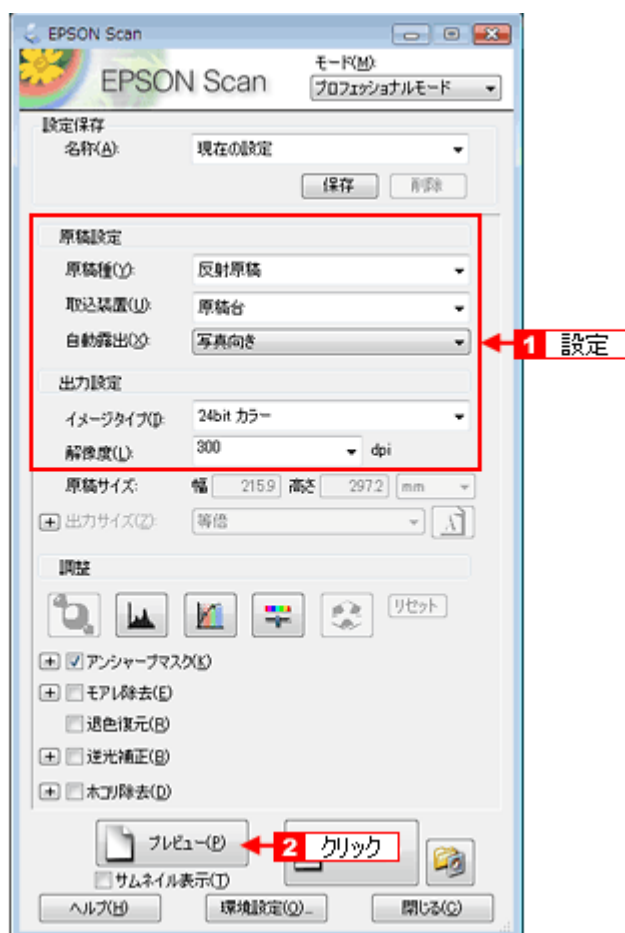 EPSON Scan
EPSON Scan
モード(M):
プロフェッショナルモード
設定保存
名称(A):
現在の設定
保存
削除
原稿設定
原稿種(Y):
反射原稿
取込装置(U):
原稿台
自動露出(X):
写真向き
1 設定
出力設定
イメージタイプ(I):
24bit カラー
解像度(L):
300
dpi
原稿サイズ:
幅 215.9 高さ 297.2 mm
出力サイズ(Z):
等倍
調整
リセット
アンシャープマスク(K)
モアレ除去(E)
退色復元(R)
逆光補正(B)
ホコリ除去(D)
プレビュー(P)
2 クリック
サムネイル表示(T)
ヘルプ(H)
環境設定(O)...
閉じる(C)